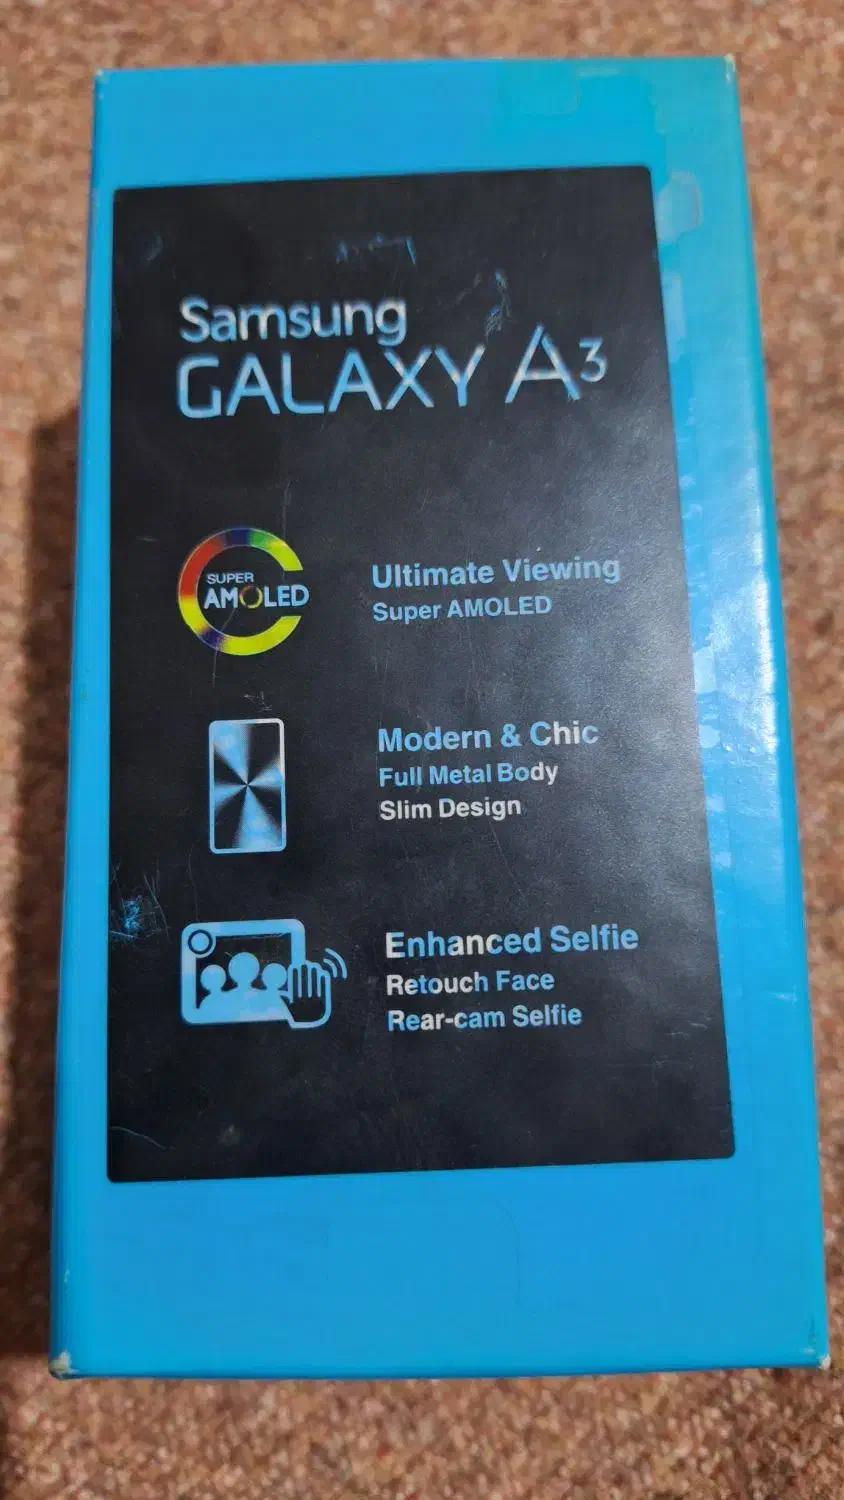 Samsung
GALAXY A3
SUPER
AMOLED
Ultimate Viewing
Super AMOLED
Modern & Chic
Full Metal Body
Slim Design
Enhanced Selfie
Retouch Face
Rear-cam Selfie